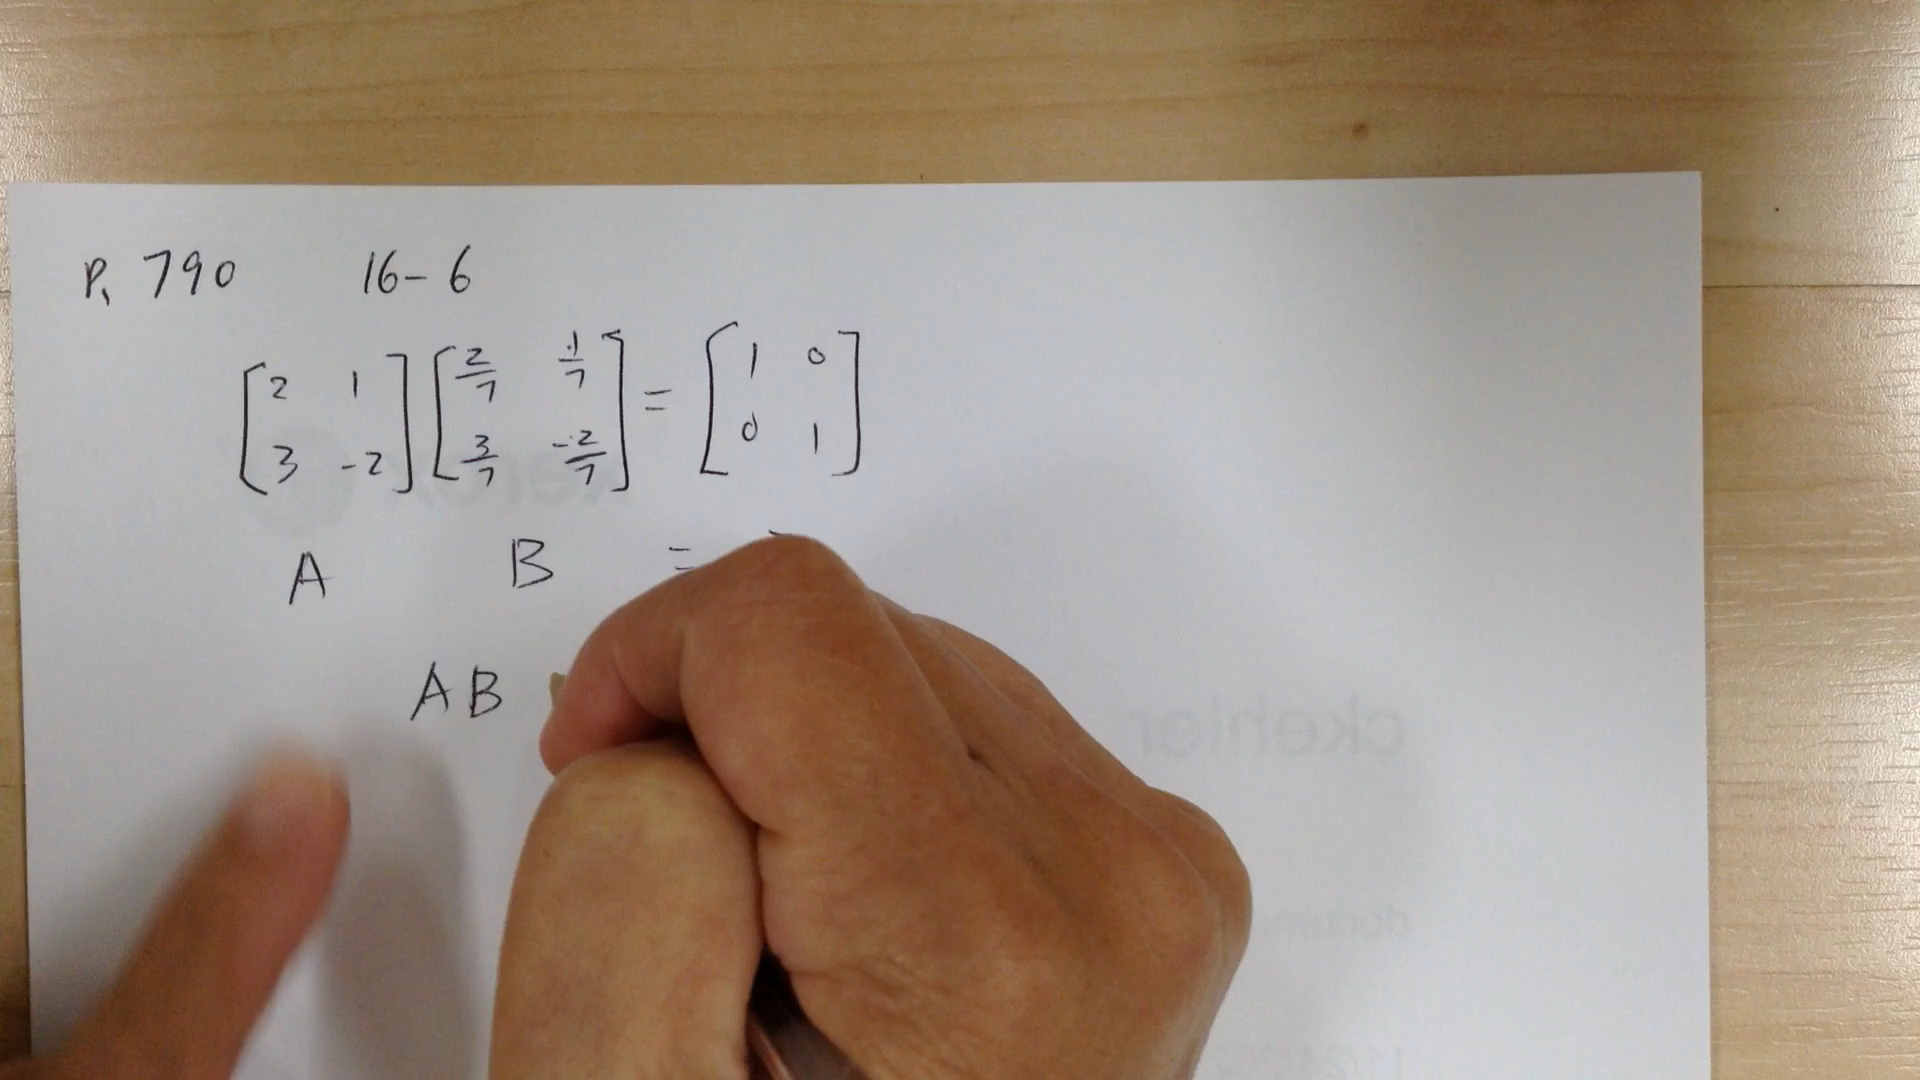 P. 790 16-6
[2 1] [2/7 1/7] = [1 0]
[3 -2] [3/7 -2/7] [0 1]
A B =
AB
ckehler